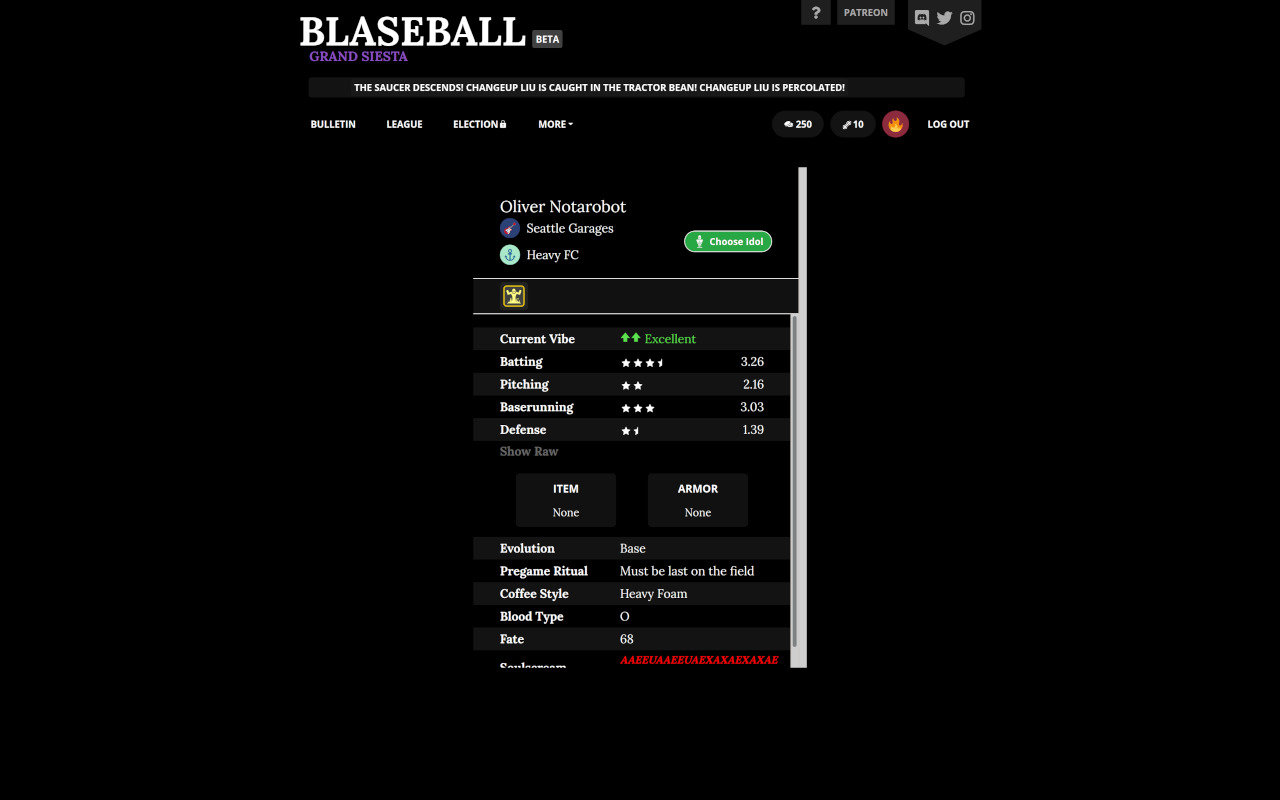 BLASEBALL BETA
GRAND SIESTA
? PATREON
THE SAUCER DESCENDS! CHANGEUP LIU IS CAUGHT IN THE TRACTOR BEAN! CHANGEUP LIU IS PERCOLATED!
BULLETIN LEAGUE ELECTION MORE 250 10 LOG OUT
Oliver Notarobot
Seattle Garages
Choose Idol
Heavy FC
Current Vibe Excellent
Batting 3.26
Pitching 2.16
Baserunning 3.03
Defense 1.39
Show Raw
ITEM ARMOR
None None
Evolution Base
Pregame Ritual Must be last on the field
Coffee Style Heavy Foam
Blood Type O
Fate 68
Soulscream AAEEUAAEEUAEXAXAEXAXAE